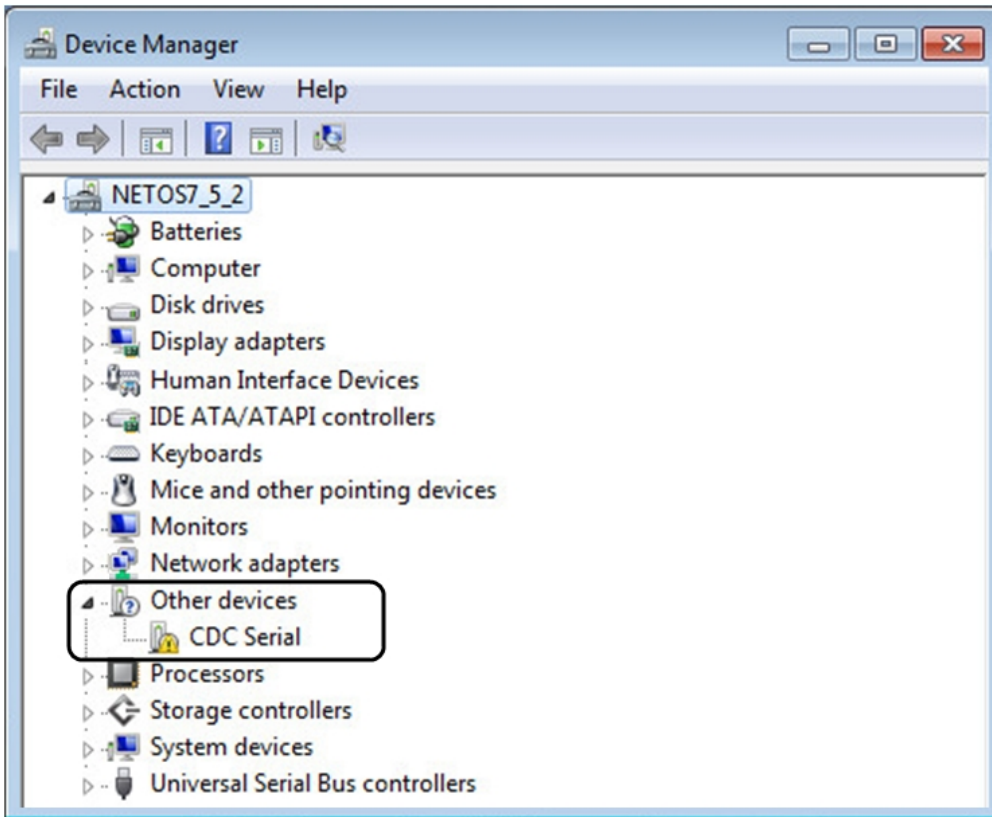 Device Manager
File Action View Help
NETOS7_5_2
Batteries
Computer
Disk drives
Display adapters
Human Interface Devices
IDE ATA/ATAPI controllers
Keyboards
Mice and other pointing devices
Monitors
Network adapters
Other devices
CDC Serial
Processors
Storage controllers
System devices
Universal Serial Bus controllers